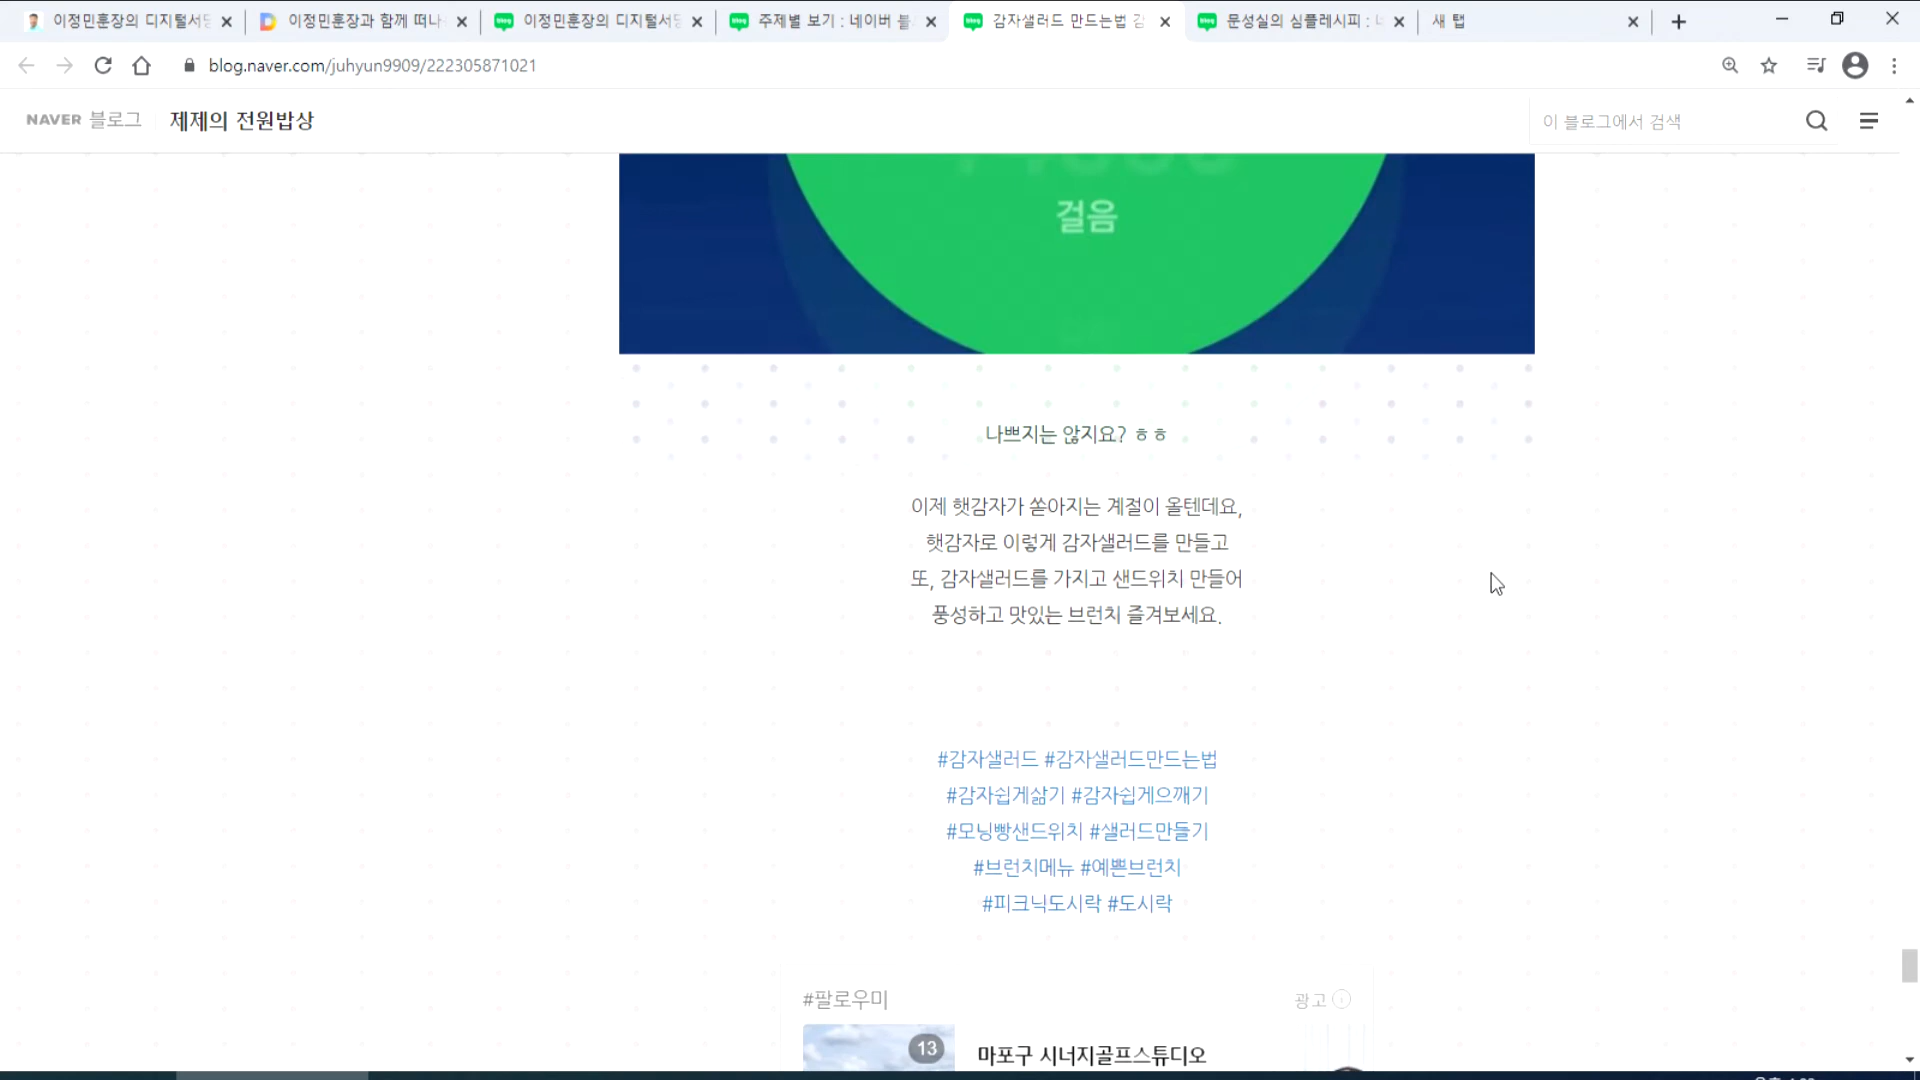 이정민훈장의 디지털서당
이정민훈장과 함께 떠나
이정민훈장의 디지털서당
주제별 보기 : 네이버 블
감자샐러드 만드는법 감
문성실의 심플레시피 : 네
새 탭
blog.naver.com/juhyun9909/222305871021
NAVER 블로그
제제의 전원밥상
이 블로그에서 검색
걸음
나쁘지는 않지요? ㅎㅎ
이제 햇감자가 쏟아지는 계절이 올텐데요,
햇감자로 이렇게 감자샐러드를 만들고
또, 감자샐러드를 가지고 샌드위치 만들어
풍성하고 맛있는 브런치 즐겨보세요.
#감자샐러드 #감자샐러드만드는법
#감자쉽게삶기 #감자쉽게으깨기
#모닝빵샌드위치 #샐러드만들기
#브런치메뉴 #예쁜브런치
#피크닉도시락 #도시락
#팔로우미
광고
13
마포구 시너지골프스튜디오